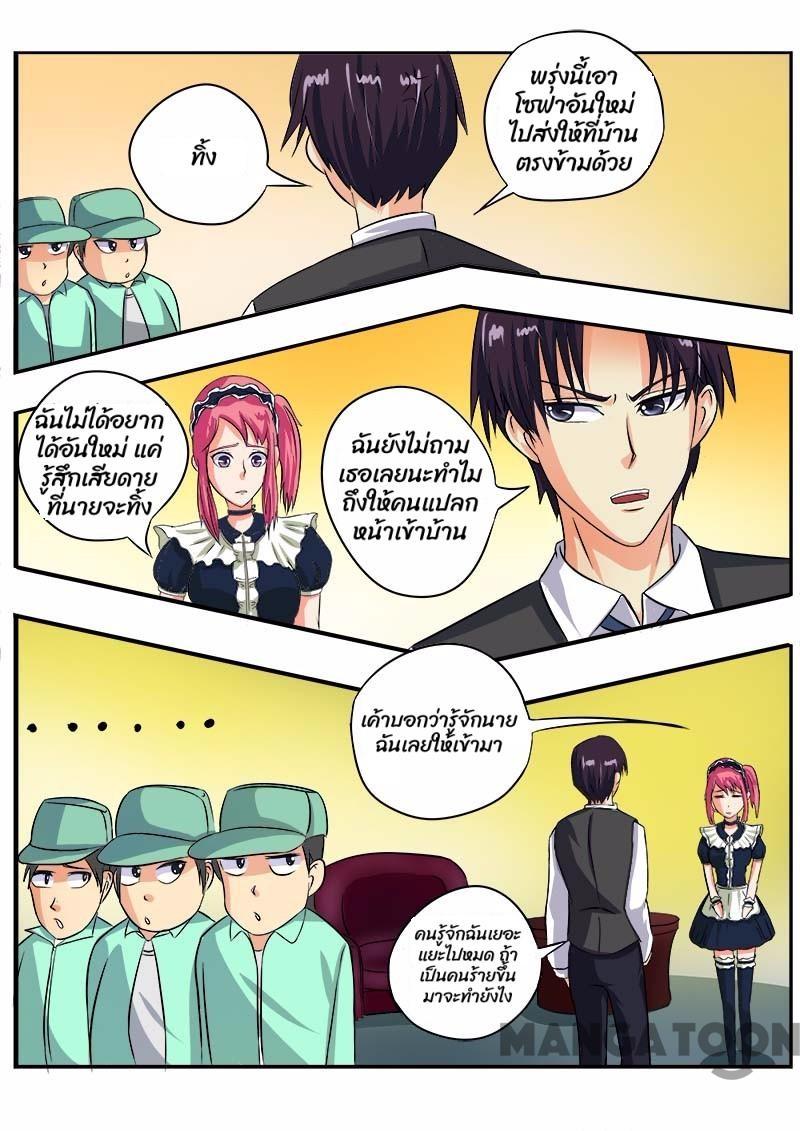 ทิ้ง
พรุ่งนี้เอา
โซฟาอันใหม่
ไปส่งให้ที่บ้าน
ตรงข้ามด้วย
ฉันไม่ได้อยาก
ได้อันใหม่ แค่
รู้สึกเสียดาย
ที่นายจะทิ้ง
ฉันยังไม่ถาม
เธอเลยนะทำไม
ถึงให้คนแปลก
หน้าเข้าบ้าน
......
เค้าบอกว่ารู้จักนาย
ฉันเลยให้เข้ามา
คนรู้จักฉันเยอะ
แยะไปหมด ถ้า
เป็นคนร้ายขึ้น
มาจะทำยังไง
MANGATOON